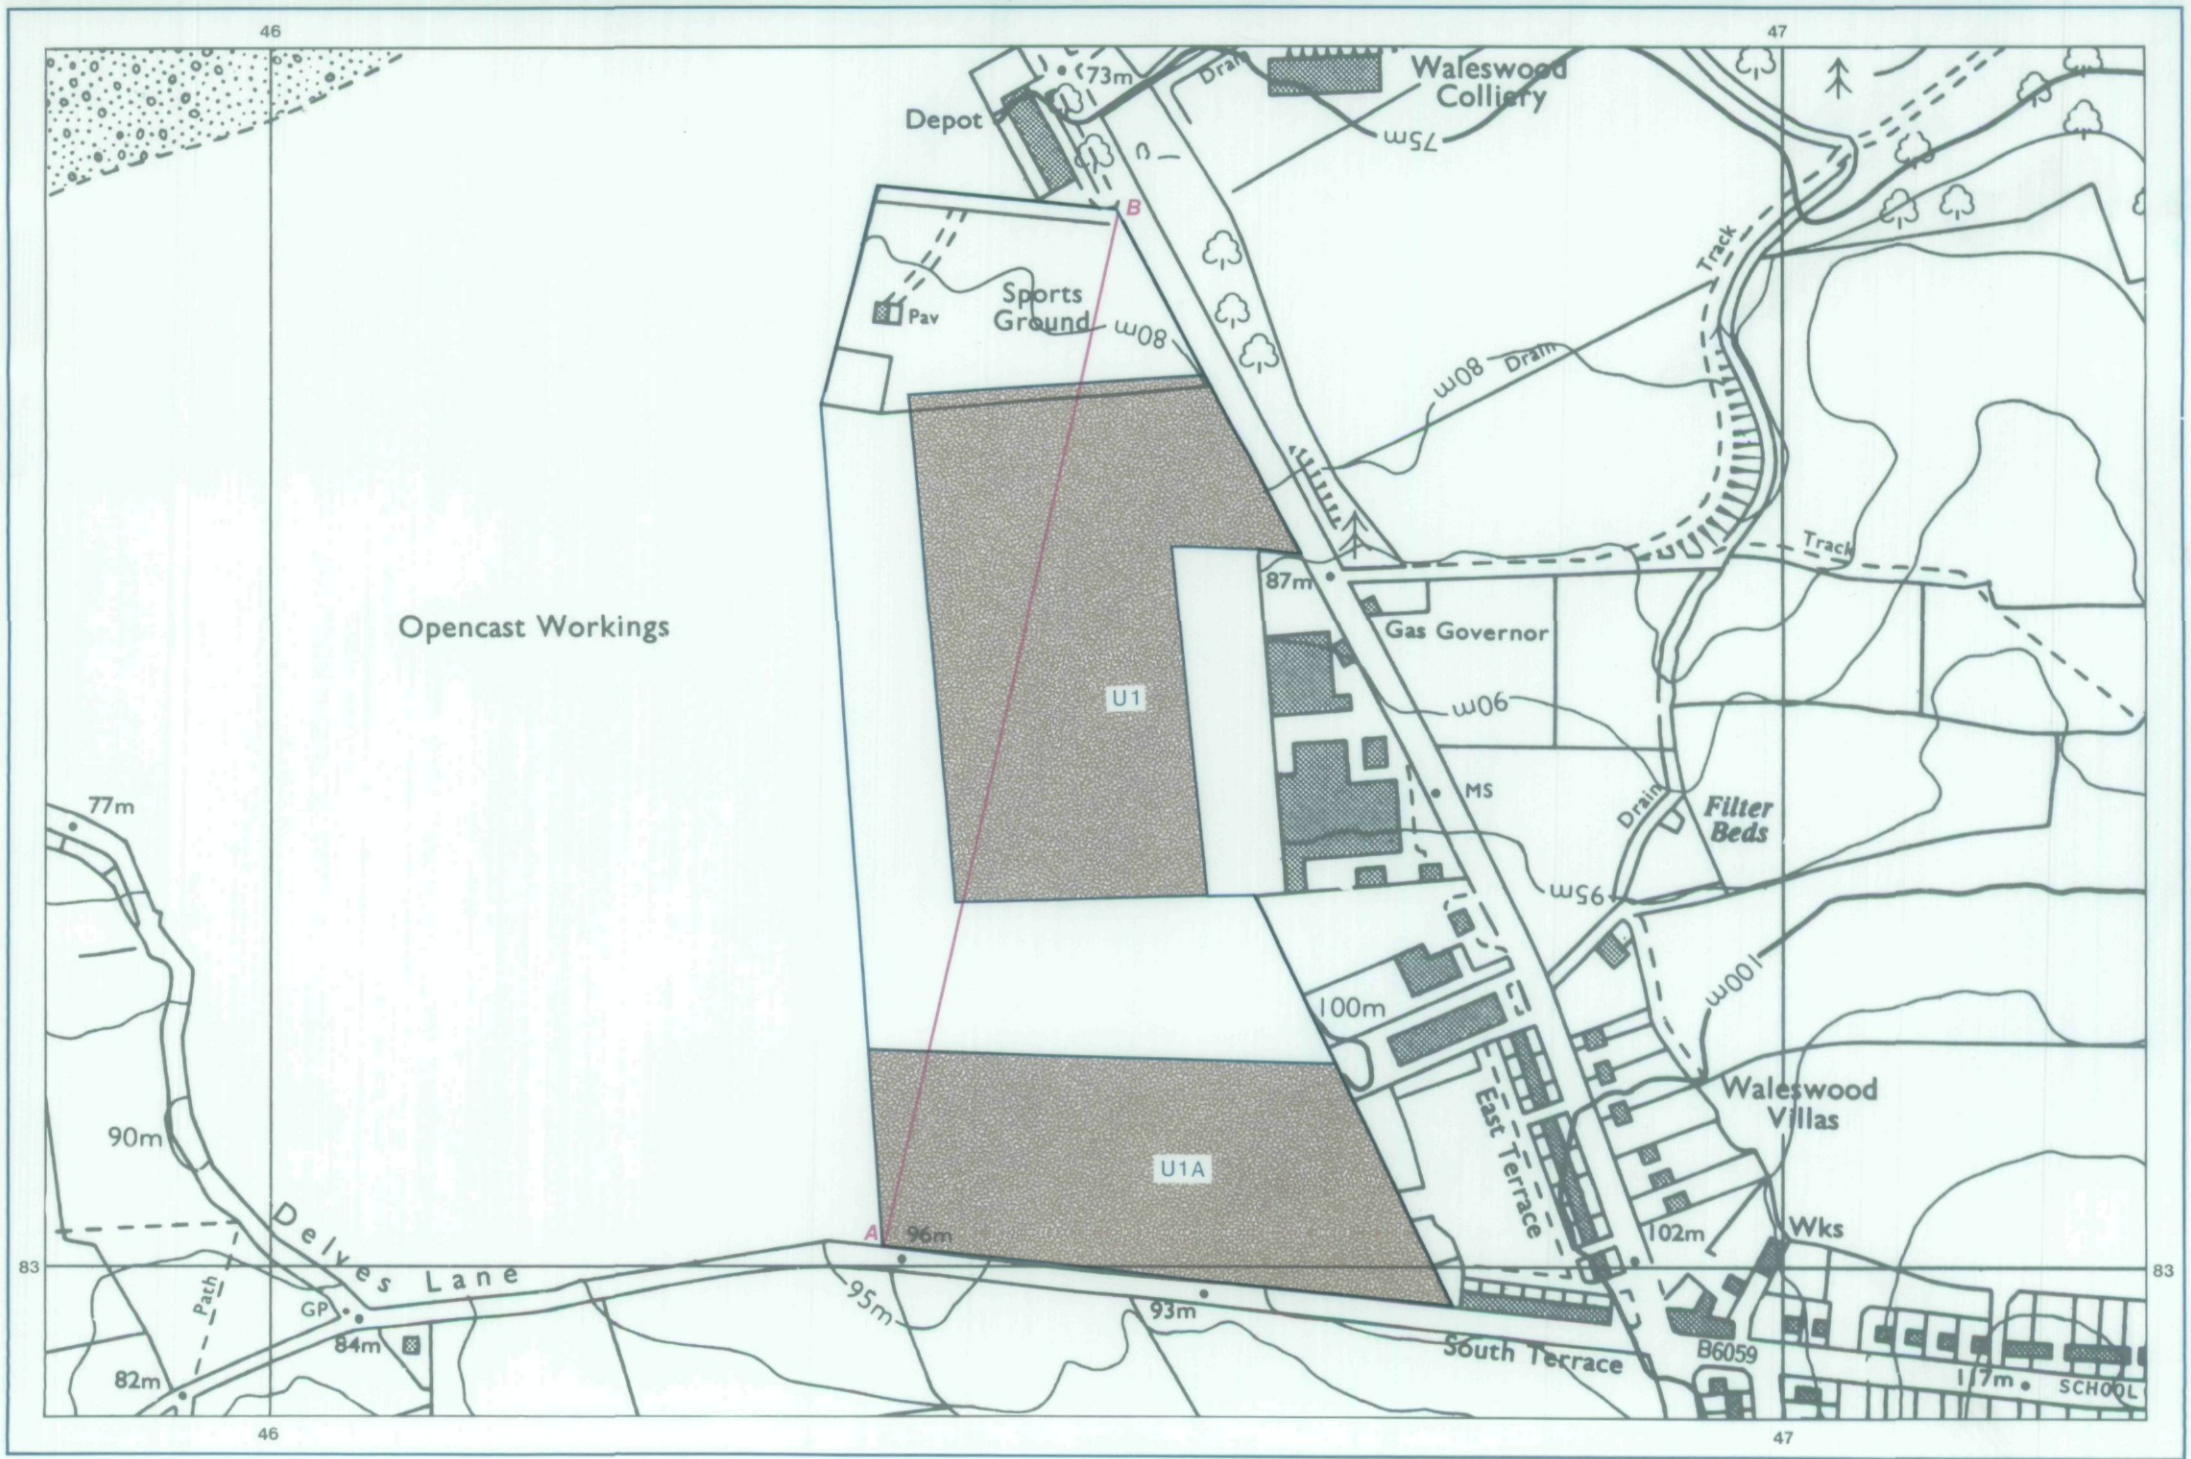 46
47
73m
Drain
Waleswood
Colliery
Depot
75m
B
Track
Sports
Ground
Pav
80m
80m
Drain
Track
87m
Opencast Workings
Gas Governor
U1
90m
MS
77m
Drain
Filter
Beds
95m
100m
100m
Waleswood
Villas
90m
East Terrace
U1A
Delves Lane
A
96m
102m
Wks
83
83
Path
GP
95m
93m
84m
South Terrace
B6059
82m
117m
SCHOOL
46
47